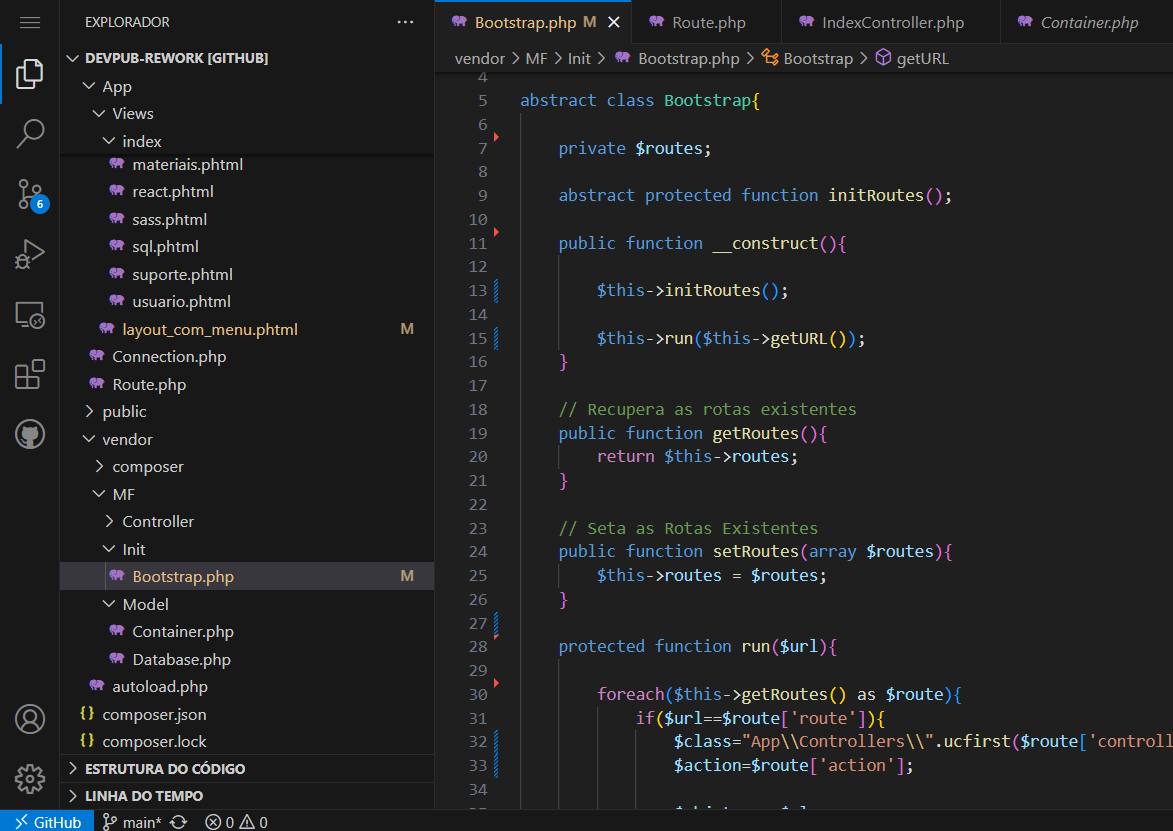 EXPLORADOR
DEVPUB-REWORK [GITHUB]
App
Views
index
materiais.phtml
react.phtml
sass.phtml
sql.phtml
suporte.phtml
usuario.phtml
layout_com_menu.phtml M
Connection.php
Route.php
public
vendor
composer
MF
Controller
Init
Bootstrap.php M
Model
Container.php
Database.php
autoload.php
composer.json
composer.lock
ESTRUTURA DO CÓDIGO
LINHA DO TEMPO
6
Bootstrap.php M Route.php IndexController.php Container.php
vendor > MF > Init > Bootstrap.php > Bootstrap > getURL
4
5 abstract class Bootstrap{
6
7 private $routes;
8
9 abstract protected function initRoutes();
10
11 public function __construct(){
12
13 $this->initRoutes();
14
15 $this->run($this->getURL());
16 }
17
18 // Recupera as rotas existentes
19 public function getRoutes(){
20 return $this->routes;
21 }
22
23 // Seta as Rotas Existentes
24 public function setRoutes(array $routes){
25 $this->routes = $routes;
26 }
27
28 protected function run($url){
29
30 foreach($this->getRoutes() as $route){
31 if($url==$route['route']){
32 $class="App\\Controllers\\".ucfirst($route['controll
33 $action=$route['action'];
34
GitHub main* 0 0